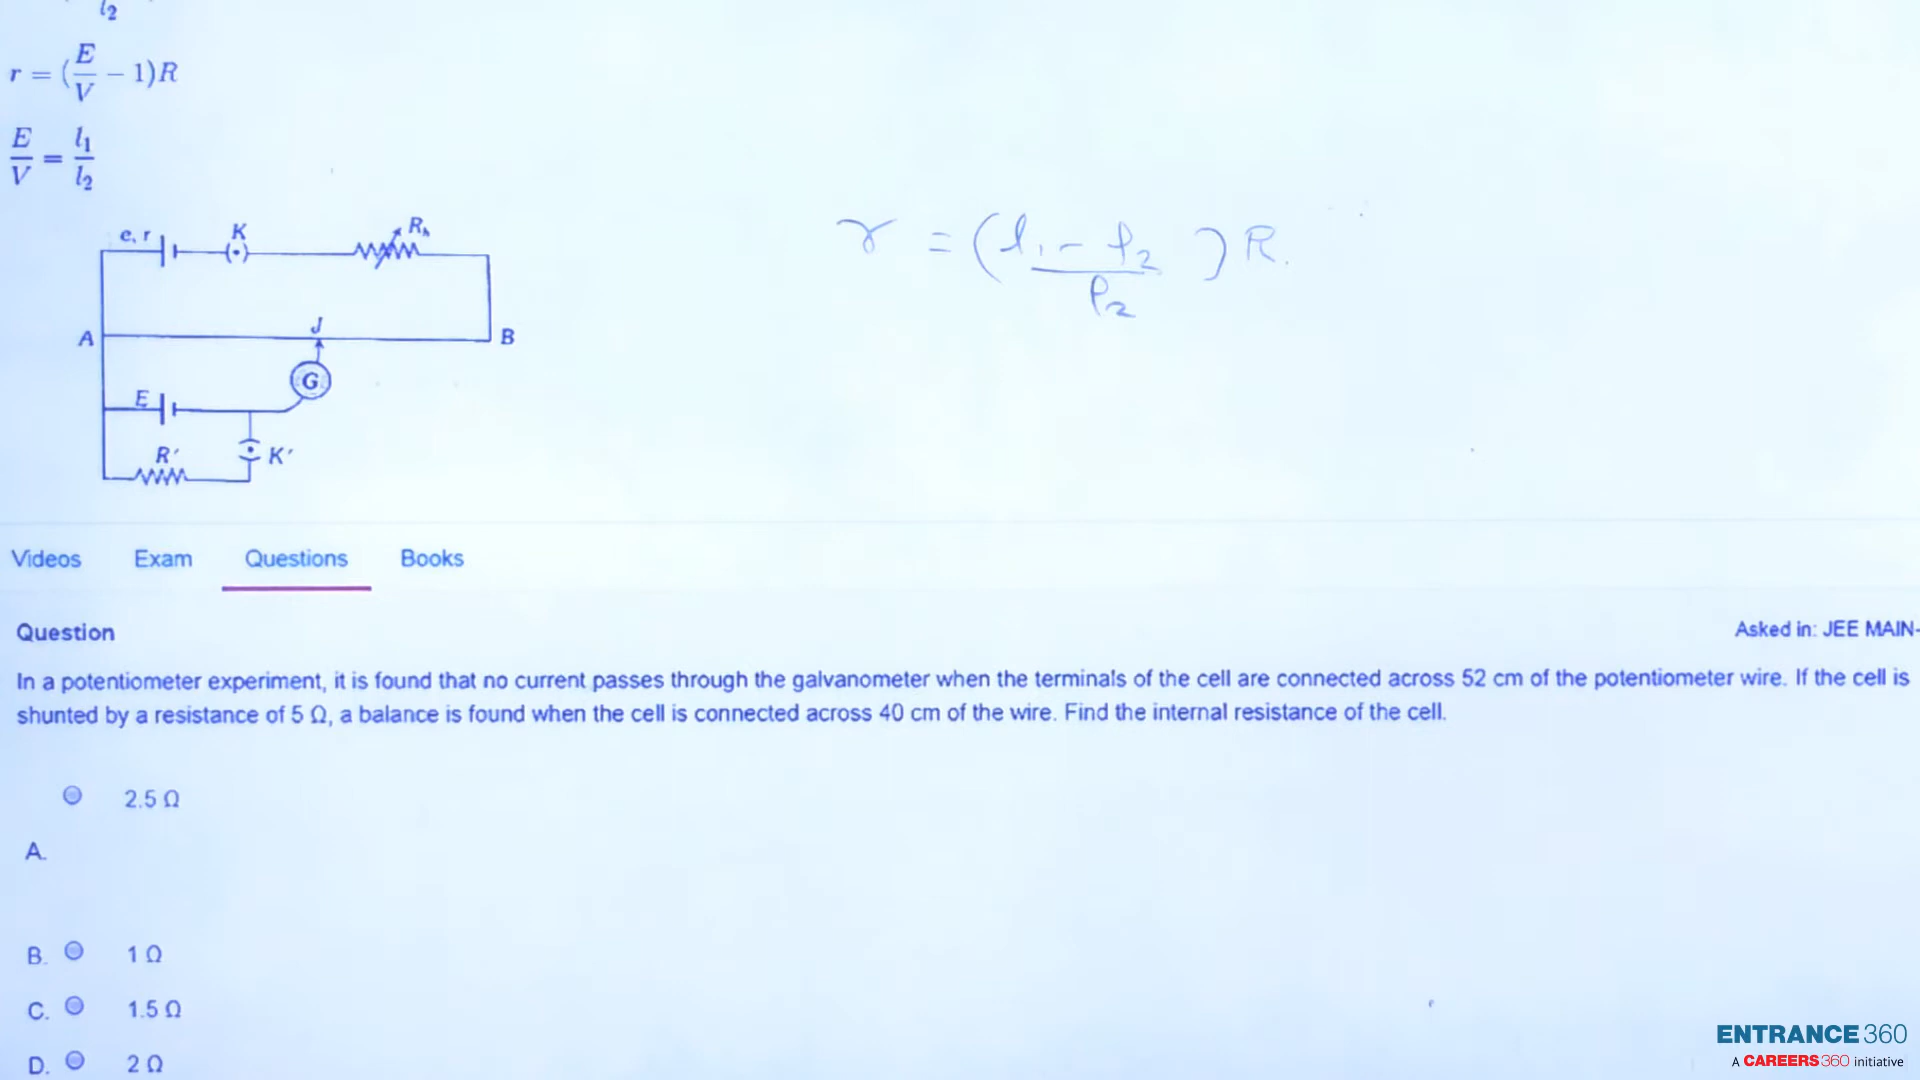 l₂
r = (E/V − 1)R
E/V = l₁/l₂
e, r K Rₕ
A J B
G
E
R′ K′
r = (l₁ − l₂ / l₂) R.
Videos Exam Questions Books
Question Asked in: JEE MAIN-
In a potentiometer experiment, it is found that no current passes through the galvanometer when the terminals of the cell are connected across 52 cm of the potentiometer wire. If the cell is
shunted by a resistance of 5 Ω, a balance is found when the cell is connected across 40 cm of the wire. Find the internal resistance of the cell.
2.5 Ω
A.
B. 1 Ω
C. 1.5 Ω
D. 2 Ω
ENTRANCE360
A CAREERS360 initiative